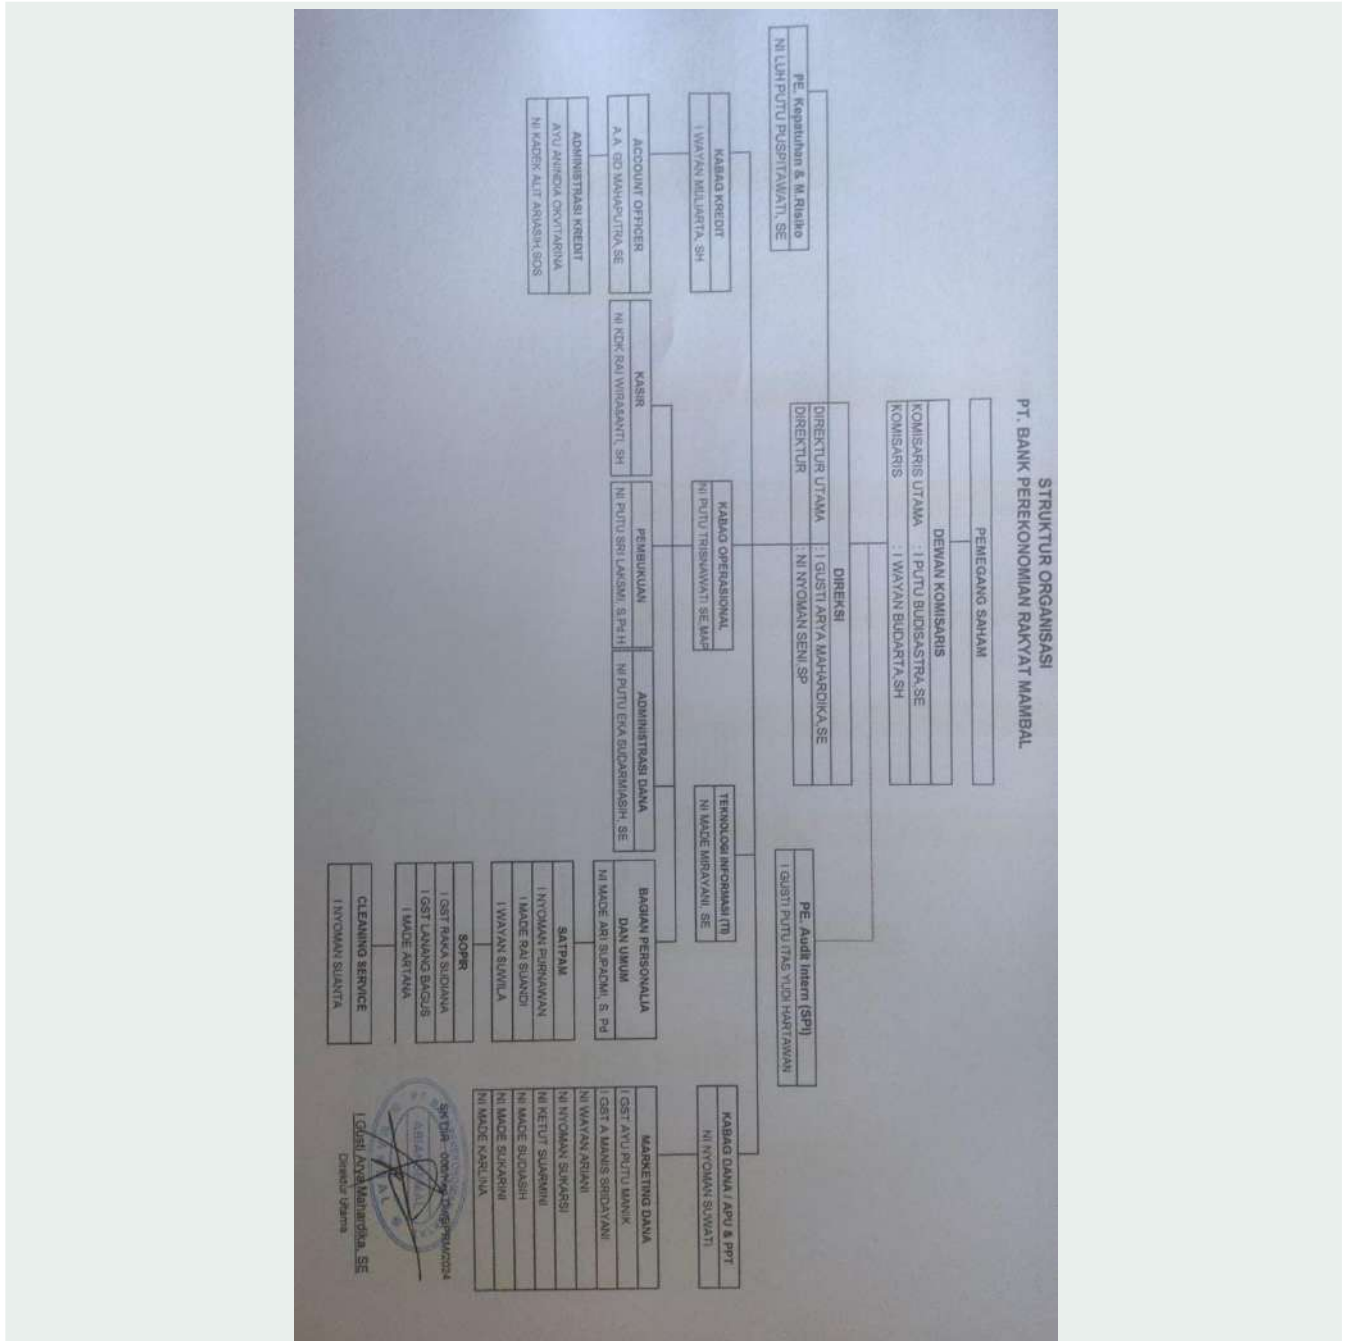 STRUKTUR ORGANISASI
PT. BANK PEREKONOMIAN RAKYAT MAMBAL
PEMEGANG SAHAM
DEWAN KOMISARIS
KOMISARIS UTAMA : I PUTU BUDISASTRA,SE
KOMISARIS : I WAYAN BUDARTA,SH
DIREKSI
DIREKTUR UTAMA : I GUSTI ARYA MAHARDIKA,SE
DIREKTUR : NI NYOMAN SENI,SP
PE. Kepatuhan & M.Risiko
NI LUH PUTU PUSPITAWATI, SE
PE. Audit Intern (SPI)
I GUSTI PUTU ITAS YUDI HARTAWAN
KABAG KREDIT
I WAYAN MULIARTA, SH
KABAG OPERASIONAL
NI PUTU TRISNAWATI SE,MAP
TEKNOLOGI INFORMASI (TI)
NI MADE MIRAYANI, SE
KABAG DANA / APU & PPT
NI NYOMAN SUWATI
ACCOUNT OFFICER
A.A. GD MAHAPUTRA,SE
KASIR
NI KDK RAI WIRASANTI, SH
PEMBUKUAN
NI PUTU SRI LAKSMI, S.Pd.H
ADMINISTRASI DANA
NI PUTU EKA SUDARMIASIH, SE
BAGIAN PERSONALIA
DAN UMUM
NI MADE ARI SUPADMI, S. Pd
MARKETING DANA
I GST AYU PUTU MANIK
I GST A MANIS SRIDAYANI
NI WAYAN ARIANI
NI NYOMAN SUKARSI
NI KETUT SUARMINI
NI MADE SUDIASIH
NI MADE SUKARINI
NI MADE KARLINA
ADMINISTRASI KREDIT
AYU ANINDIA OKVITARINA
NI KADEK ALIT ARIASIH,SOS
SATPAM
I NYOMAN PURNAWAN
I MADE RAI SUANDI
I WAYAN SUWILA
SOPIR
I GST RAKA SUDIANA
I GST LANANG BAGUS
I MADE ARTANA
CLEANING SERVICE
I NYOMAN SUANTA
SK DIR
I Gusti Arya Mahardika, SE
Direktur Utama